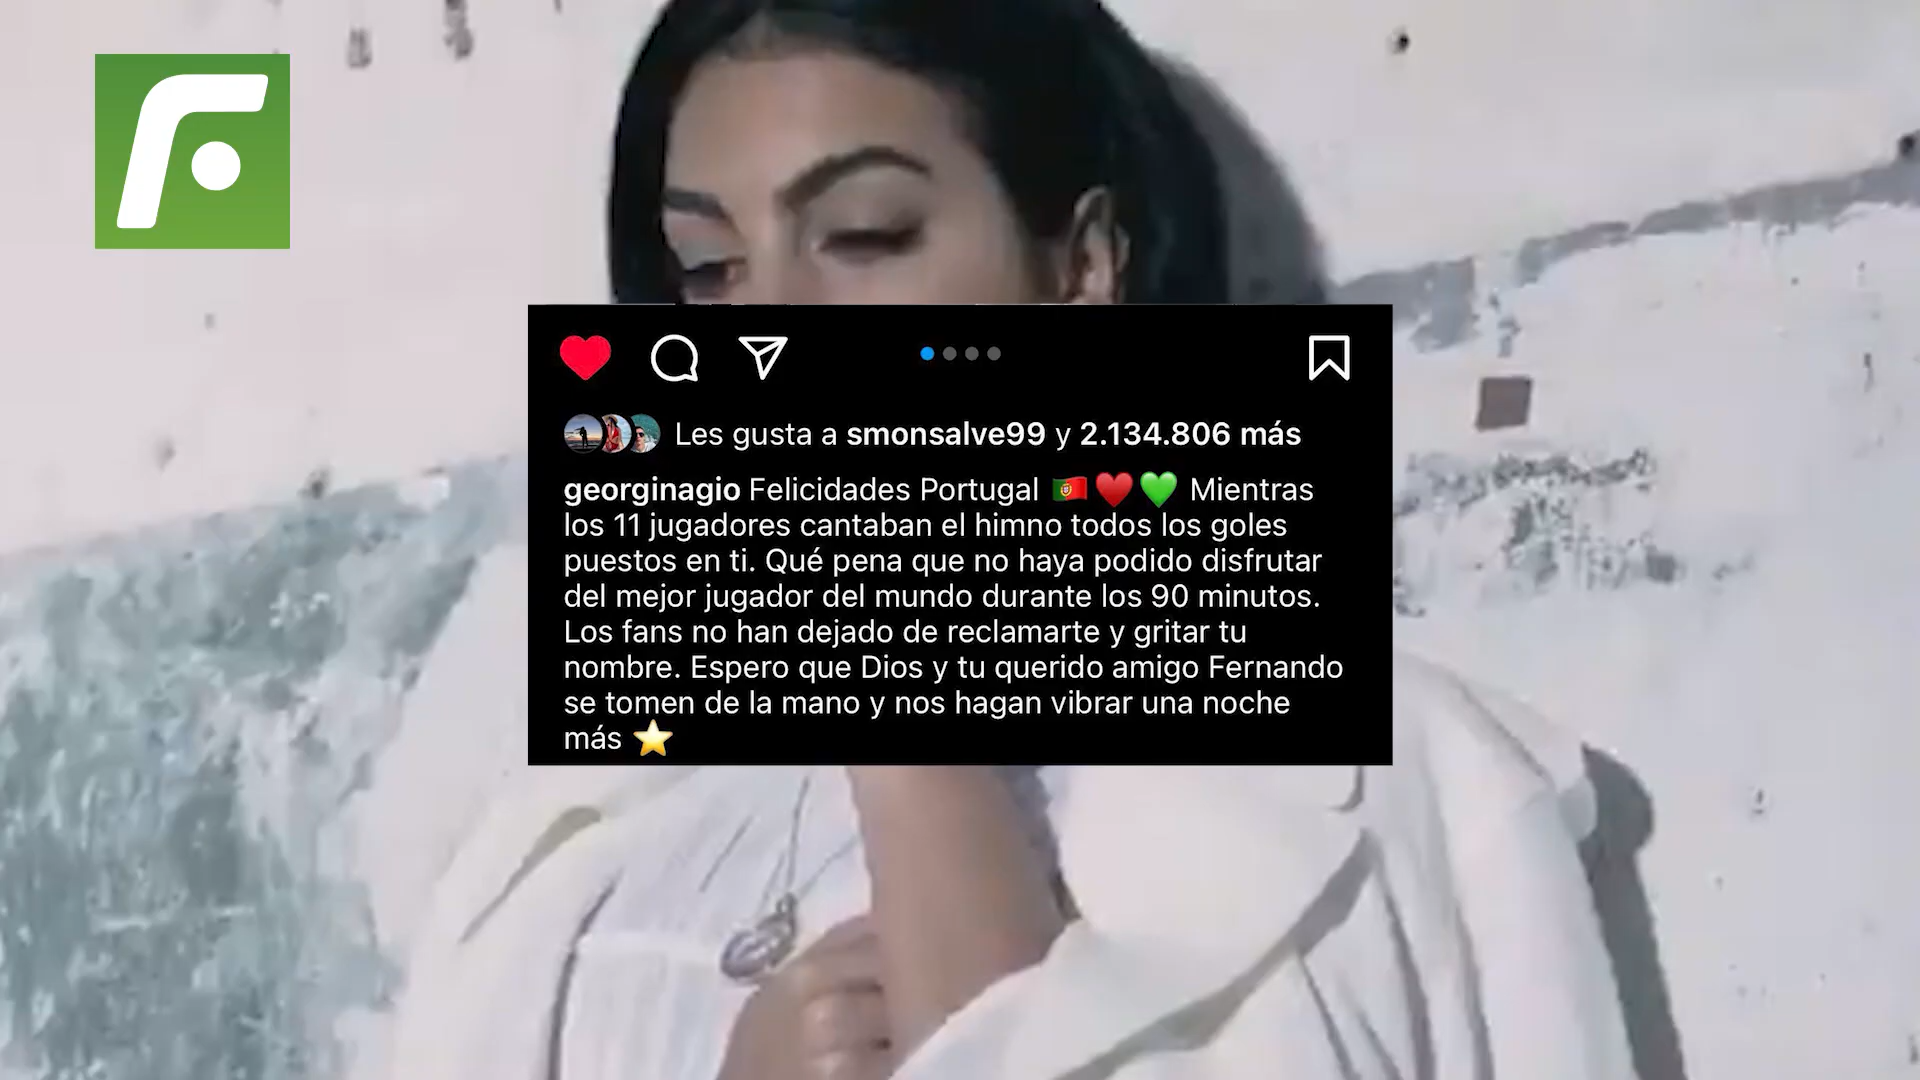 Les gusta a smonsalve99 y 2.134.806 más
georginagio Felicidades Portugal 🇵🇹❤️💚 Mientras
los 11 jugadores cantaban el himno todos los goles
puestos en ti. Qué pena que no haya podido disfrutar
del mejor jugador del mundo durante los 90 minutos.
Los fans no han dejado de reclamarte y gritar tu
nombre. Espero que Dios y tu querido amigo Fernando
se tomen de la mano y nos hagan vibrar una noche
más ⭐